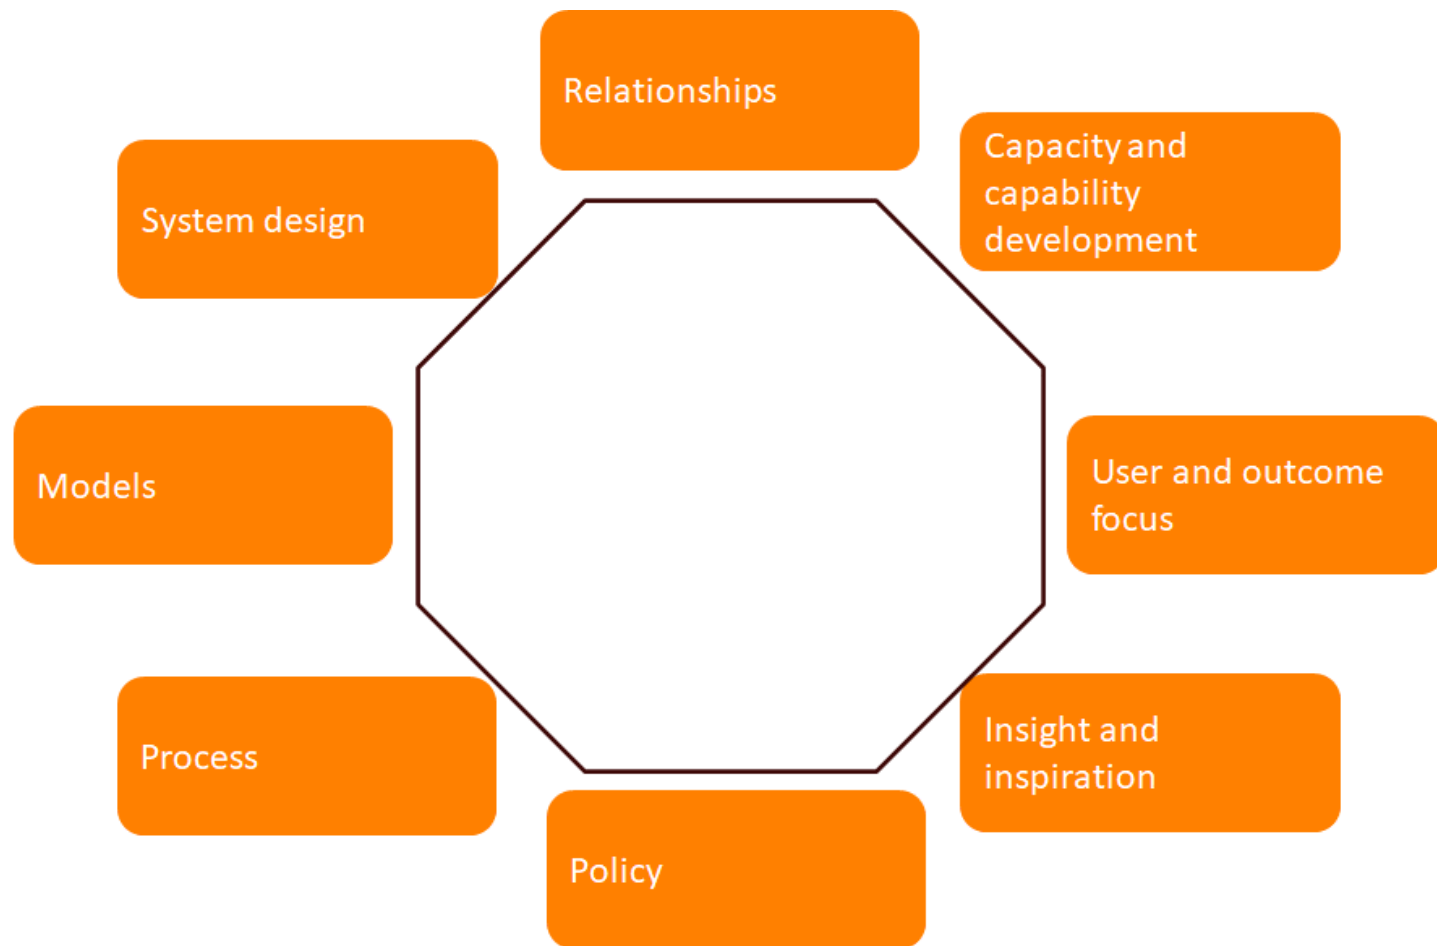 Relationships
Capacity and
capability
development
System design
User and outcome
focus
Models
Insight and
inspiration
Process
Policy